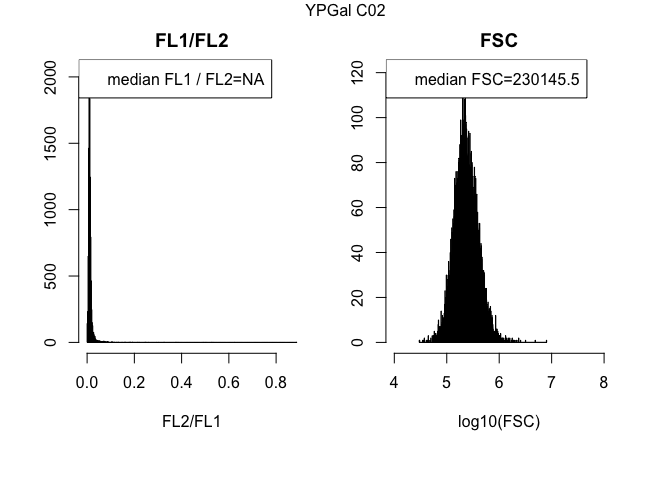 YPGal C02
FL1/FL2
median FL1 / FL2=NA
0
500
1000
1500
2000
0.0 0.2 0.4 0.6 0.8
FL2/FL1
FSC
median FSC=230145.5
0
20
40
60
80
100
120
4 5 6 7 8
log10(FSC)